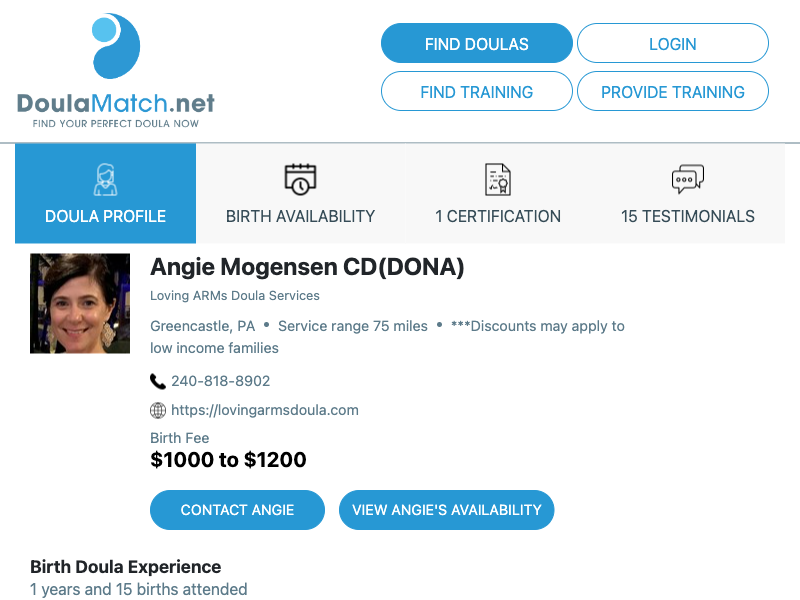 DoulaMatch.net
FIND YOUR PERFECT DOULA NOW
FIND DOULAS
LOGIN
FIND TRAINING
PROVIDE TRAINING
DOULA PROFILE
BIRTH AVAILABILITY
1 CERTIFICATION
15 TESTIMONIALS
Angie Mogensen CD(DONA)
Loving ARMs Doula Services
Greencastle, PA • Service range 75 miles • ***Discounts may apply to
low income families
240-818-8902
https://lovingarmsdoula.com
Birth Fee
$1000 to $1200
CONTACT ANGIE
VIEW ANGIE'S AVAILABILITY
Birth Doula Experience
1 years and 15 births attended